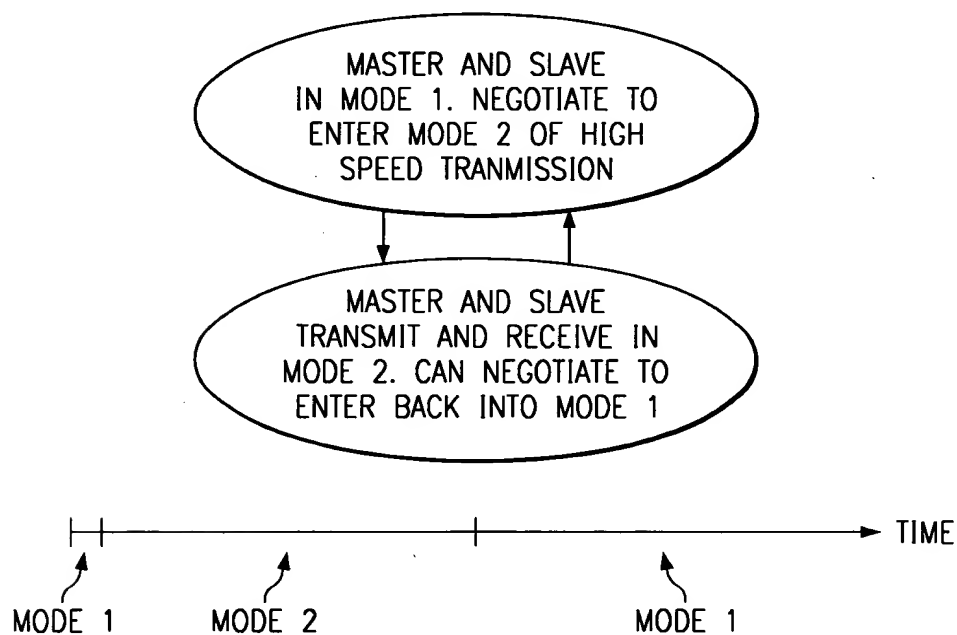 MASTER AND SLAVE
IN MODE 1. NEGOTIATE TO
ENTER MODE 2 OF HIGH
SPEED TRANMISSION
MASTER AND SLAVE
TRANSMIT AND RECEIVE IN
MODE 2. CAN NEGOTIATE TO
ENTER BACK INTO MODE 1
TIME
MODE 1
MODE 2
MODE 1